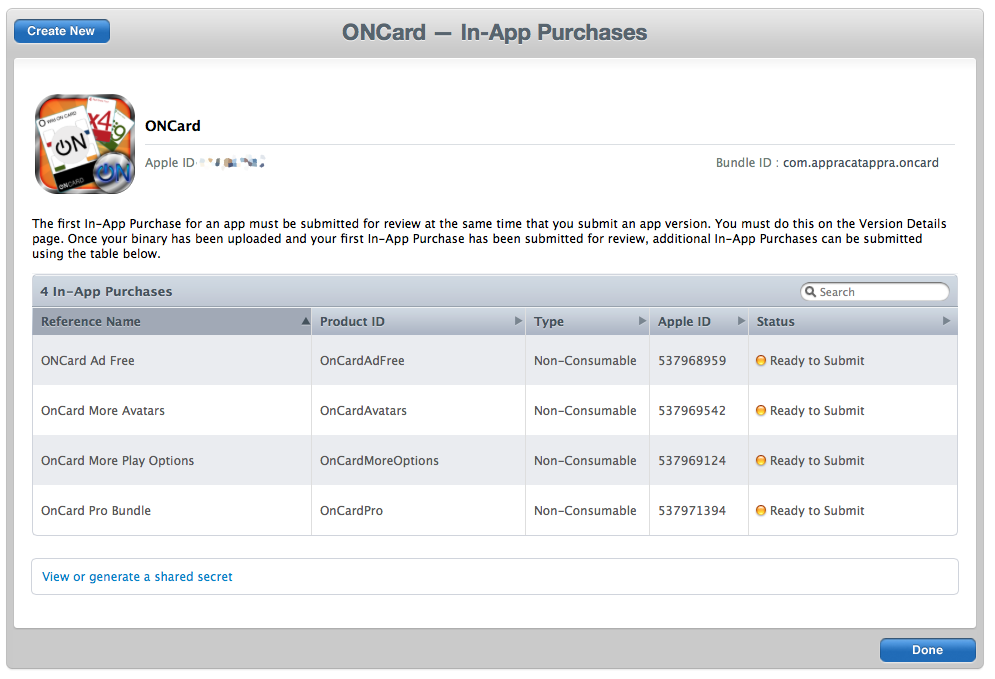 Create New
ONCard — In-App Purchases
ON
ONCARD
ONCard
Apple ID
Bundle ID : com.appracatappra.oncard
The first In-App Purchase for an app must be submitted for review at the same time that you submit an app version. You must do this on the Version Details
page. Once your binary has been uploaded and your first In-App Purchase has been submitted for review, additional In-App Purchases can be submitted
using the table below.
4 In-App Purchases
Search
Reference Name Product ID Type Apple ID Status
ONCard Ad Free OnCardAdFree Non-Consumable 537968959 Ready to Submit
OnCard More Avatars OnCardAvatars Non-Consumable 537969542 Ready to Submit
OnCard More Play Options OnCardMoreOptions Non-Consumable 537969124 Ready to Submit
OnCard Pro Bundle OnCardPro Non-Consumable 537971394 Ready to Submit
View or generate a shared secret
Done